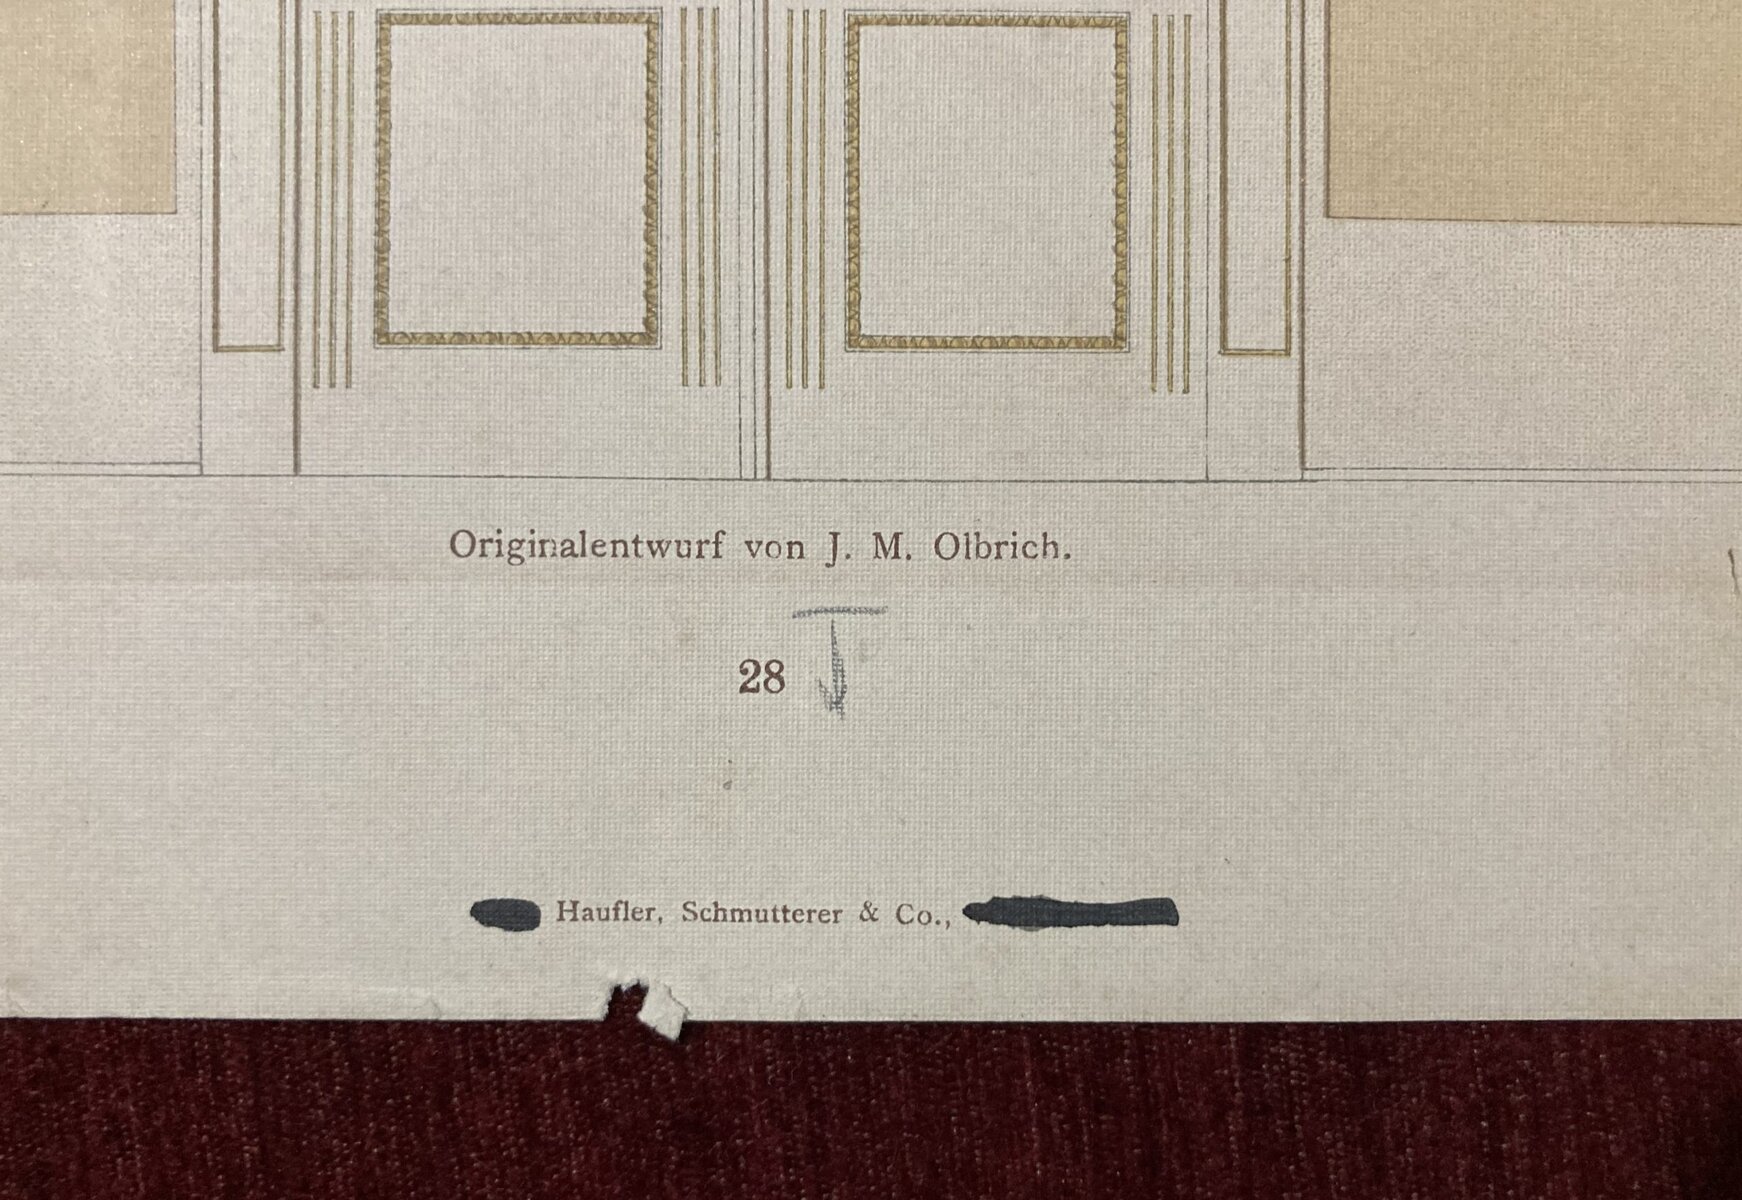 Originalentwurf von J. M. Olbrich.
28
Haufler, Schmutterer & Co.,